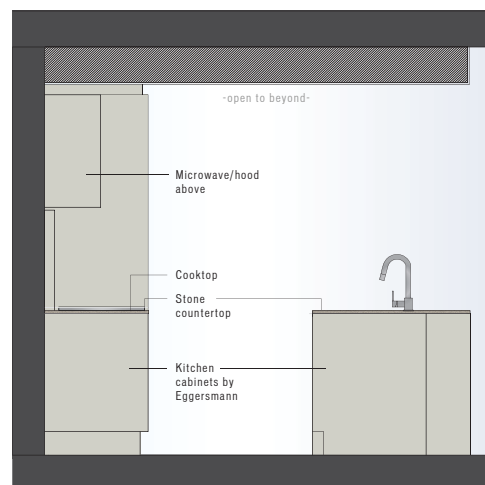 -open to beyond-
Microwave/hood
above
Cooktop
Stone
countertop
Kitchen
cabinets by
Eggersmann